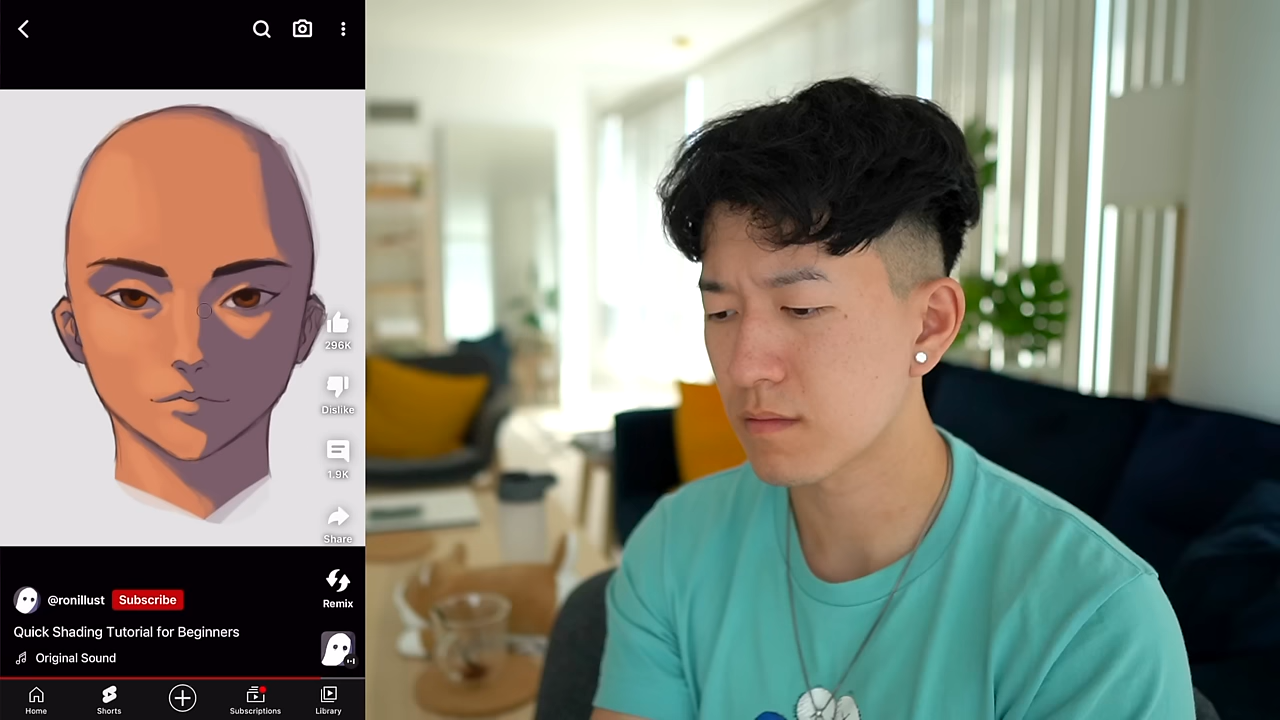 296K
Dislike
1.9K
Share
Remix
@ronillust Subscribe
Quick Shading Tutorial for Beginners
Original Sound
Home Shorts Subscriptions Library